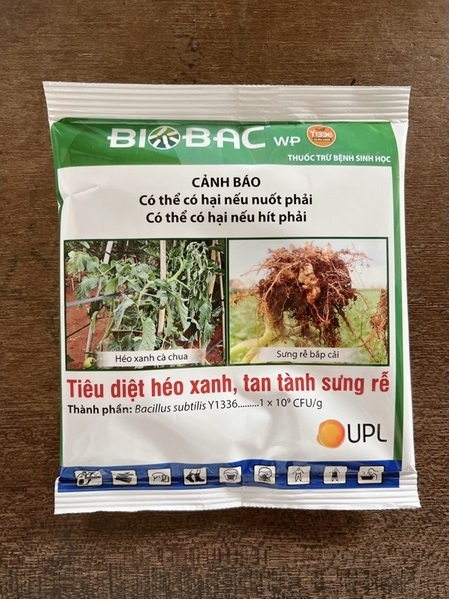 BIOBAC WP Y1336
THUỐC TRỪ BỆNH SINH HỌC
CẢNH BÁO
Có thể có hại nếu nuốt phải
Có thể có hại nếu hít phải
Héo xanh cà chua
Sưng rễ bắp cải
Tiêu diệt héo xanh, tan tành sưng rễ
Thành phần: Bacillus subtilis Y1336.........1 x 10⁹ CFU/g
UPL